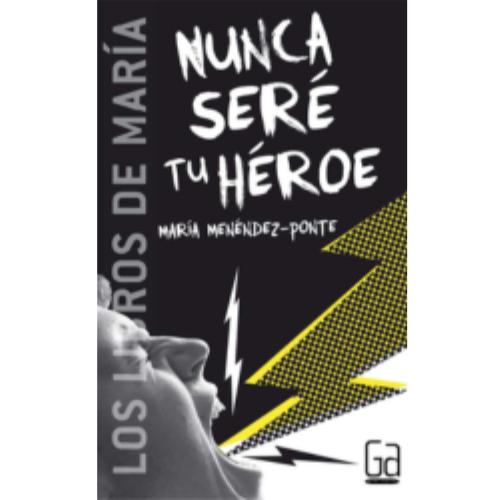 LOS LIBROS DE MARÍA
NUNCA
SERÉ
TU HÉROE
MARÍA MENÉNDEZ-PONTE
Ga